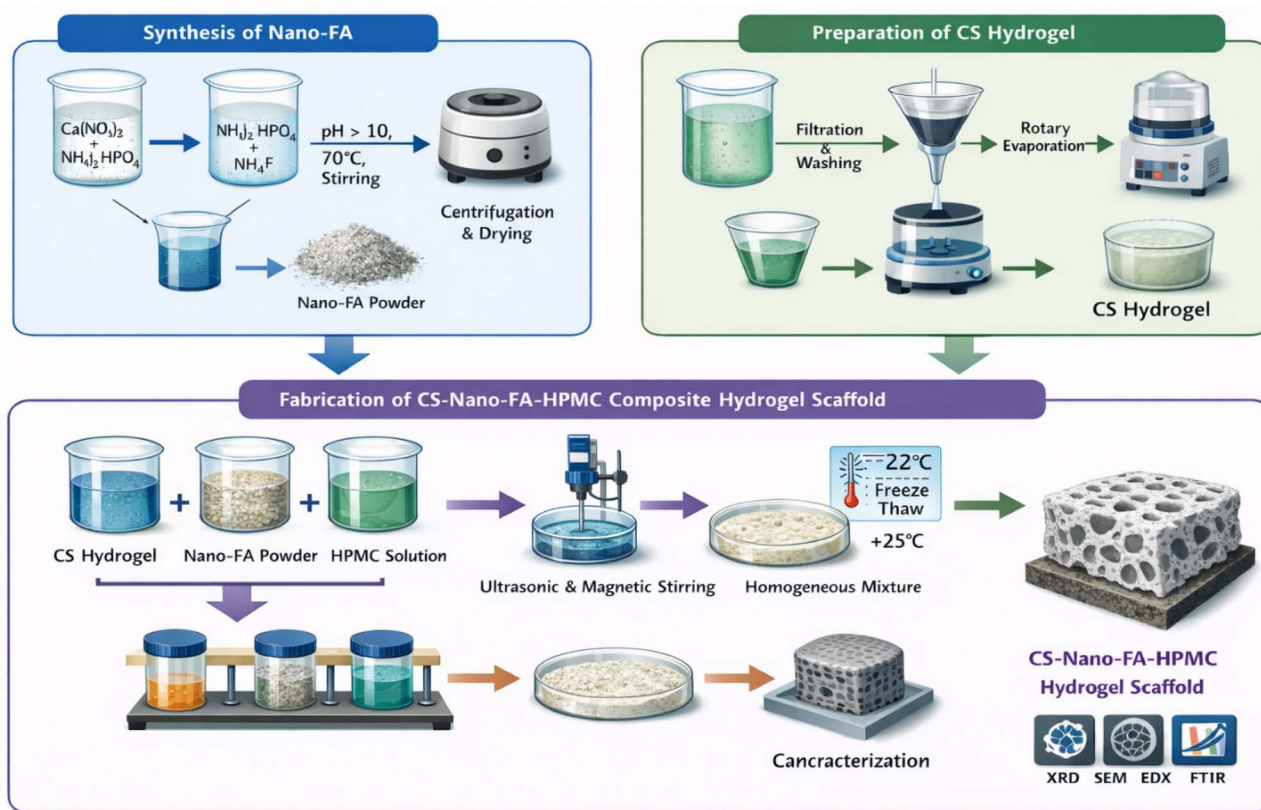 Synthesis of Nano-FA
Ca(NO₃)₂
+
NH₄)₂ HPO₄
NH₄)₂ HPO₄
+
NH₄F
pH > 10,
70°C,
Stirring
Centrifugation
& Drying
Nano-FA Powder
Preparation of CS Hydrogel
Filtration
&
Washing
Rotary
Evaporation
CS Hydrogel
Fabrication of CS-Nano-FA-HPMC Composite Hydrogel Scaffold
CS Hydrogel
+
Nano-FA Powder
+
HPMC Solution
Ultrasonic & Magnetic Stirring
Homogeneous Mixture
22°C
Freeze
Thaw
+25°C
CS-Nano-FA-HPMC
Hydrogel Scaffold
Cancracterization
XRD SEM EDX FTIR